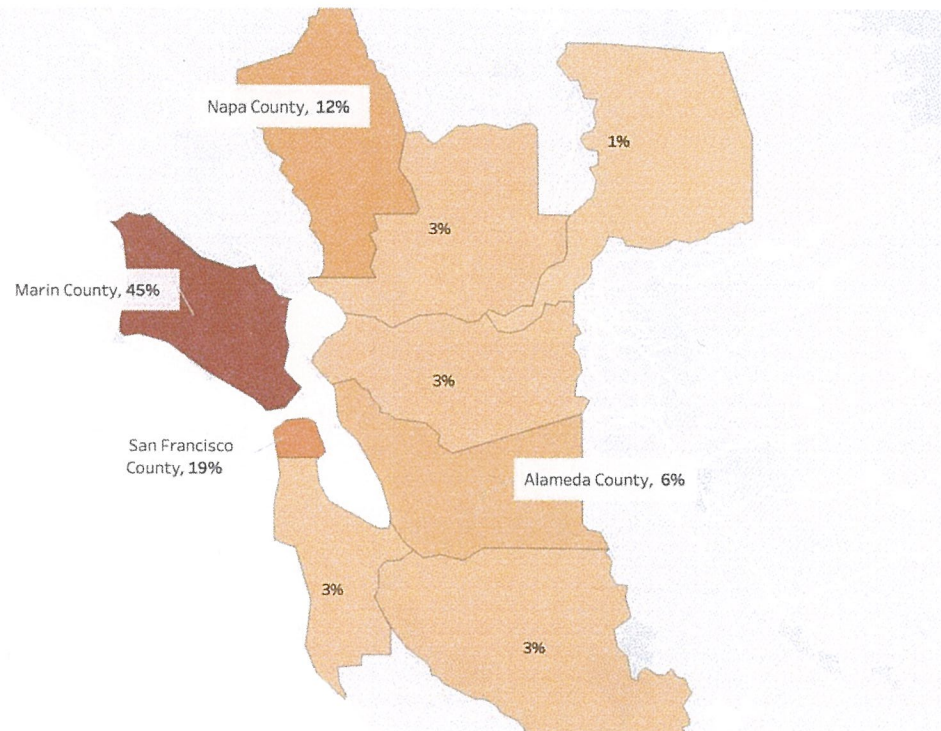 Napa County, 12%
1%
3%
Marin County, 45%
3%
San Francisco
County, 19%
Alameda County, 6%
3%
3%